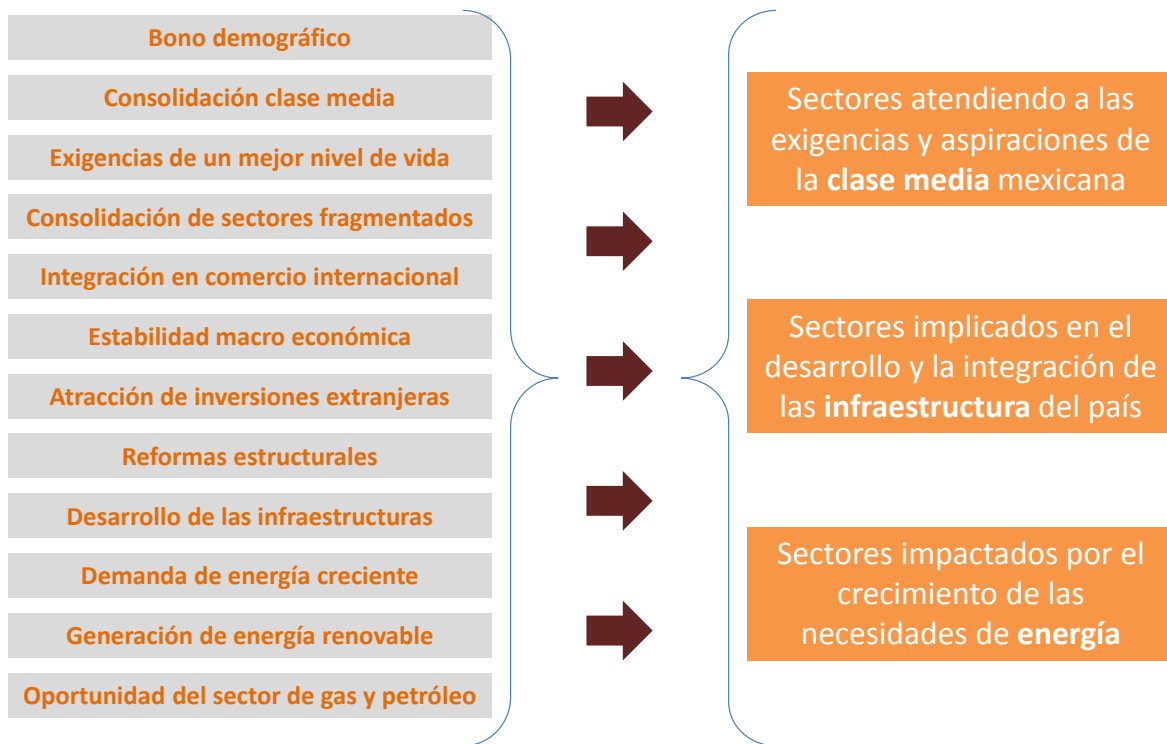 Bono demográfico
Consolidación clase media
Exigencias de un mejor nivel de vida
Consolidación de sectores fragmentados
Integración en comercio internacional
Estabilidad macro económica
Atracción de inversiones extranjeras
Reformas estructurales
Desarrollo de las infraestructuras
Demanda de energía creciente
Generación de energía renovable
Oportunidad del sector de gas y petróleo
Sectores atendiendo a las
exigencias y aspiraciones de
la clase media mexicana
Sectores implicados en el
desarrollo y la integración de
las infraestructura del país
Sectores impactados por el
crecimiento de las
necesidades de energía